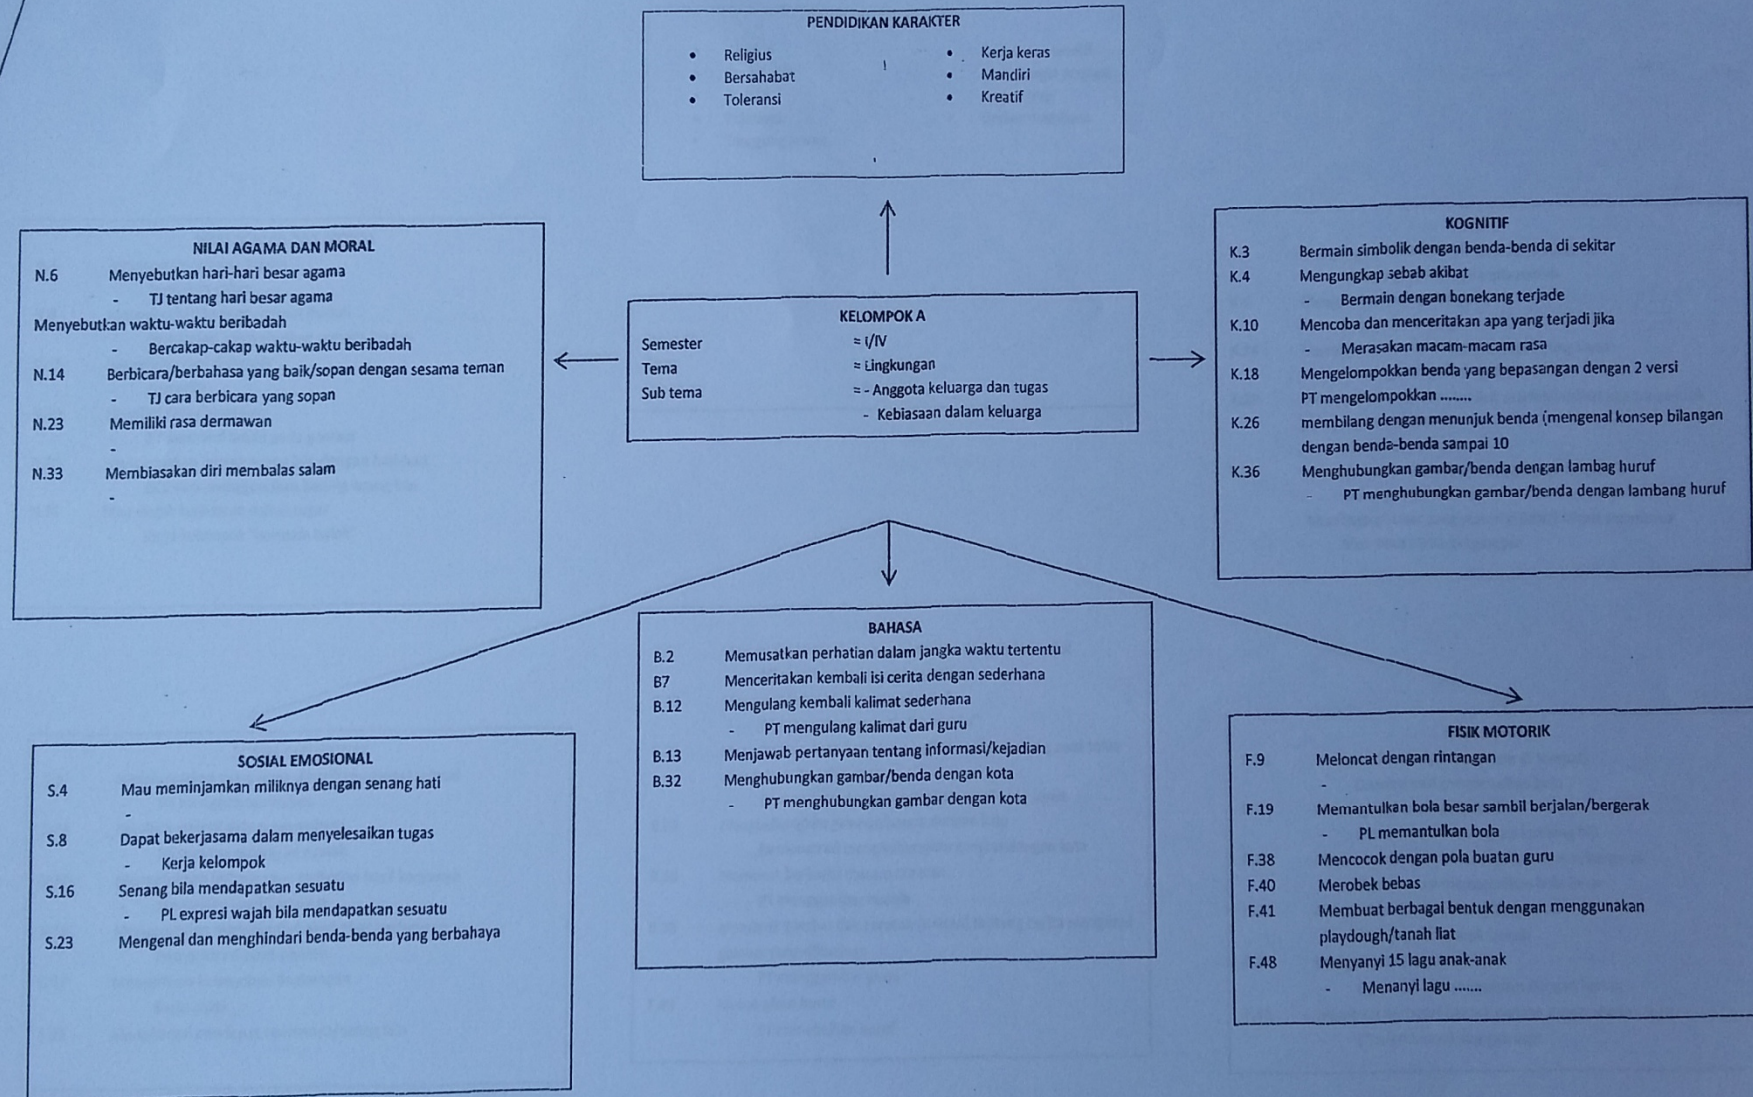 PENDIDIKAN KARAKTER
• Religius
• Bersahabat
• Toleransi
• Kerja keras
• Mandiri
• Kreatif
NILAI AGAMA DAN MORAL
N.6 Menyebutkan hari-hari besar agama
- TJ tentang hari besar agama
Menyebutkan waktu-waktu beribadah
- Bercakap-cakap waktu-waktu beribadah
N.14 Berbicara/berbahasa yang baik/sopan dengan sesama teman
- TJ cara berbicara yang sopan
N.23 Memiliki rasa dermawan
-
N.33 Membiasakan diri membalas salam
-
KELOMPOK A
Semester = I/IV
Tema = Lingkungan
Sub tema = - Anggota keluarga dan tugas
- Kebiasaan dalam keluarga
KOGNITIF
K.3 Bermain simbolik dengan benda-benda di sekitar
K.4 Mengungkap sebab akibat
- Bermain dengan bonekang terjade
K.10 Mencoba dan menceritakan apa yang terjadi jika
- Merasakan macam-macam rasa
K.18 Mengelompokkan benda yang bepasangan dengan 2 versi
PT mengelompokkan ........
K.26 membilang dengan menunjuk benda (mengenal konsep bilangan
dengan benda-benda sampai 10
K.36 Menghubungkan gambar/benda dengan lambag huruf
- PT menghubungkan gambar/benda dengan lambang huruf
SOSIAL EMOSIONAL
S.4 Mau meminjamkan miliknya dengan senang hati
-
S.8 Dapat bekerjasama dalam menyelesaikan tugas
- Kerja kelompok
S.16 Senang bila mendapatkan sesuatu
- PL expresi wajah bila mendapatkan sesuatu
S.23 Mengenal dan menghindari benda-benda yang berbahaya
BAHASA
B.2 Memusatkan perhatian dalam jangka waktu tertentu
B7 Menceritakan kembali isi cerita dengan sederhana
B.12 Mengulang kembali kalimat sederhana
- PT mengulang kalimat dari guru
B.13 Menjawab pertanyaan tentang informasi/kejadian
B.32 Menghubungkan gambar/benda dengan kota
- PT menghubungkan gambar dengan kota
FISIK MOTORIK
F.9 Meloncat dengan rintangan
-
F.19 Memantulkan bola besar sambil berjalan/bergerak
- PL memantulkan bola
F.38 Mencocok dengan pola buatan guru
F.40 Merobek bebas
F.41 Membuat berbagai bentuk dengan menggunakan
playdough/tanah liat
F.48 Menyanyi 15 lagu anak-anak
- Menanyi lagu .......